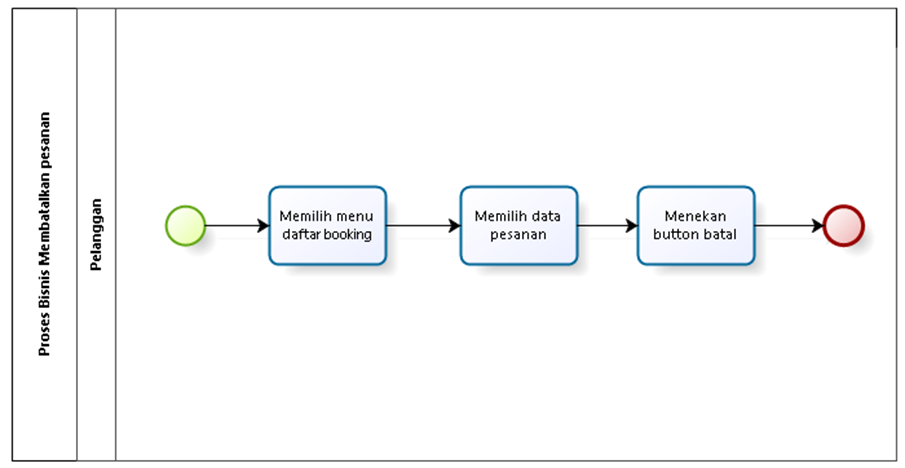 Proses Bisnis Membatalkan pesanan
Pelanggan
Memilih menu
daftar booking
Memilih data
pesanan
Menekan
button batal